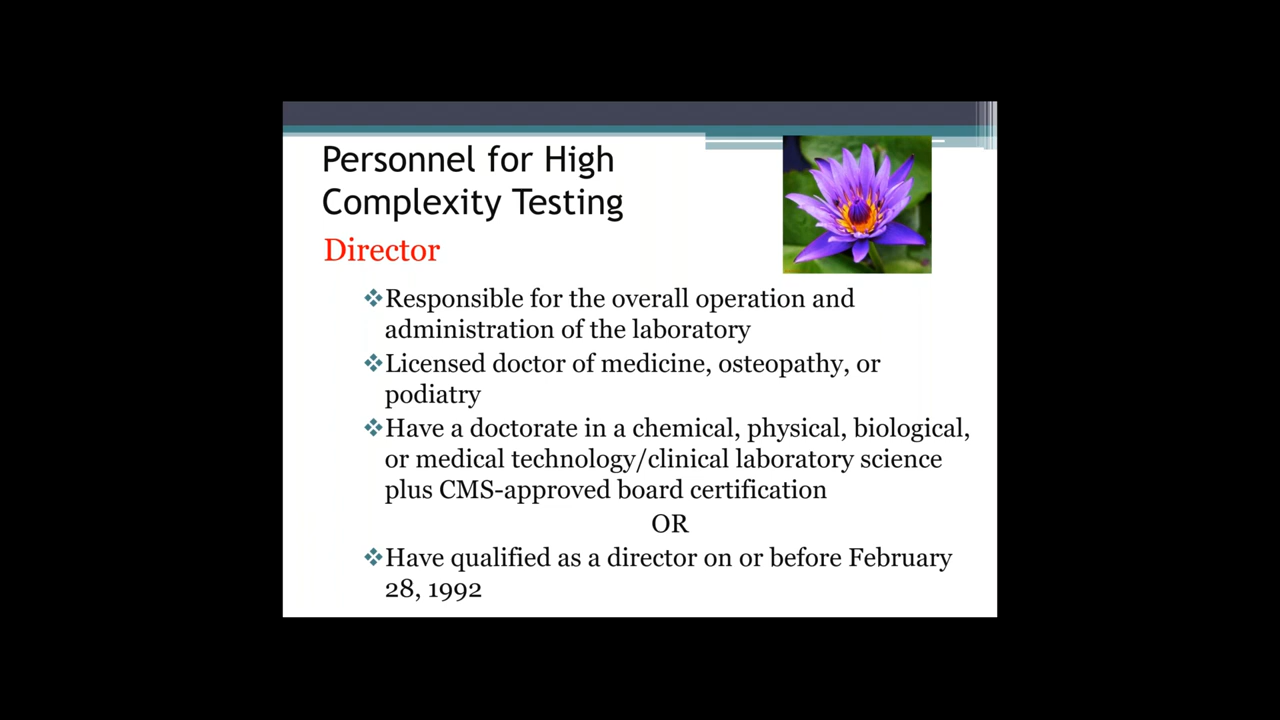 Personnel for High
Complexity Testing
Director
❖Responsible for the overall operation and
administration of the laboratory
❖Licensed doctor of medicine, osteopathy, or
podiatry
❖Have a doctorate in a chemical, physical, biological,
or medical technology/clinical laboratory science
plus CMS-approved board certification
OR
❖Have qualified as a director on or before February
28, 1992